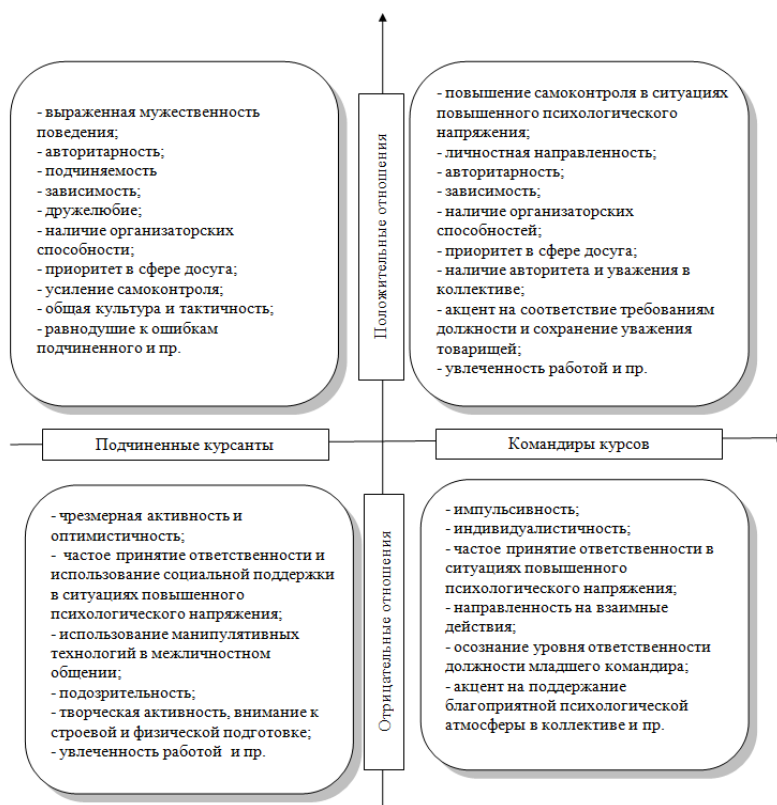 - выраженная мужественность
поведения;
- авторитарность;
- подчиняемость
- зависимость;
- дружелюбие;
- наличие организаторских
способности;
- приоритет в сфере досуга;
- усиление самоконтроля;
- общая культура и тактичность;
- равнодушие к ошибкам
подчиненного и пр.
Положительные отношения
- повышение самоконтроля в ситуациях
повышенного психологического
напряжения;
- личностная направленность;
- авторитарность;
- зависимость;
- наличие организаторских
способностей;
- приоритет в сфере досуга;
- наличие авторитета и уважения в
коллективе;
- акцент на соответствие требованиям
должности и сохранение уважения
товарищей;
- увлеченность работой и пр.
Подчиненные курсанты
Командиры курсов
- чрезмерная активность и
оптимистичность;
- частое принятие ответственности и
использование социальной поддержки
в ситуациях повышенного
психологического напряжения;
- использование манипулятивных
технологий в межличностном
общении;
- подозрительность;
- творческая активность, внимание к
строевой и физической подготовке;
- увлеченность работой и пр.
Отрицательные отношения
- импульсивность;
- индивидуалистичность;
- частое принятие ответственности в
ситуациях повышенного
психологического напряжения;
- направленность на взаимные
действия;
- осознание уровня ответственности
должности младшего командира;
- акцент на поддержание
благоприятной психологической
атмосферы в коллективе и пр.